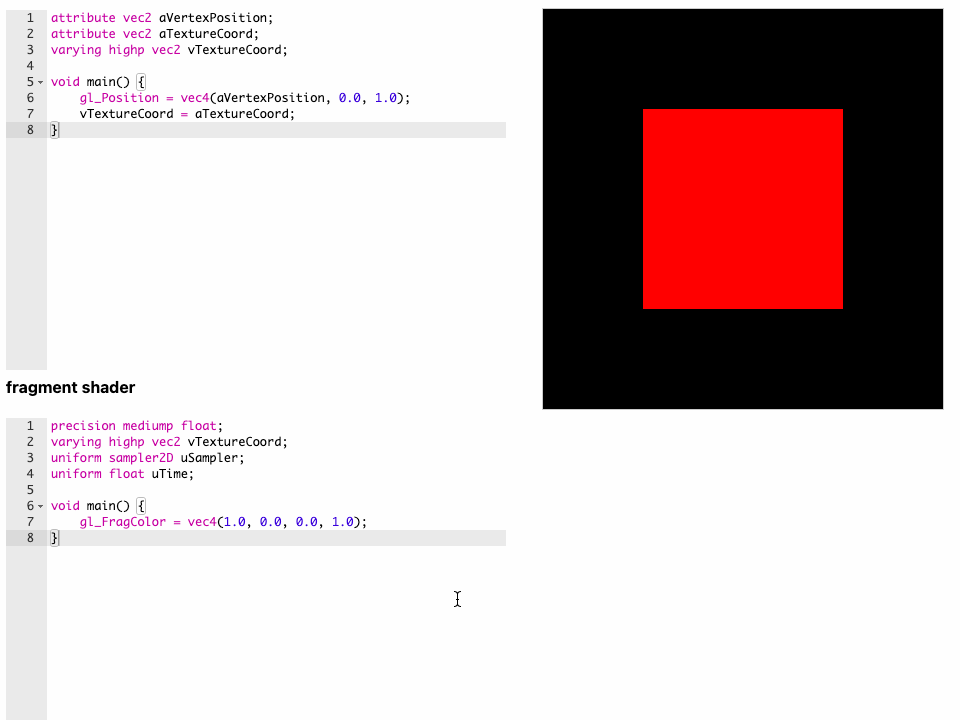 1 attribute vec2 aVertexPosition;
2 attribute vec2 aTextureCoord;
3 varying highp vec2 vTextureCoord;
4
5 void main() {
6     gl_Position = vec4(aVertexPosition, 0.0, 1.0);
7     vTextureCoord = aTextureCoord;
8 }
fragment shader
1 precision mediump float;
2 varying highp vec2 vTextureCoord;
3 uniform sampler2D uSampler;
4 uniform float uTime;
5
6 void main() {
7     gl_FragColor = vec4(1.0, 0.0, 0.0, 1.0);
8 }